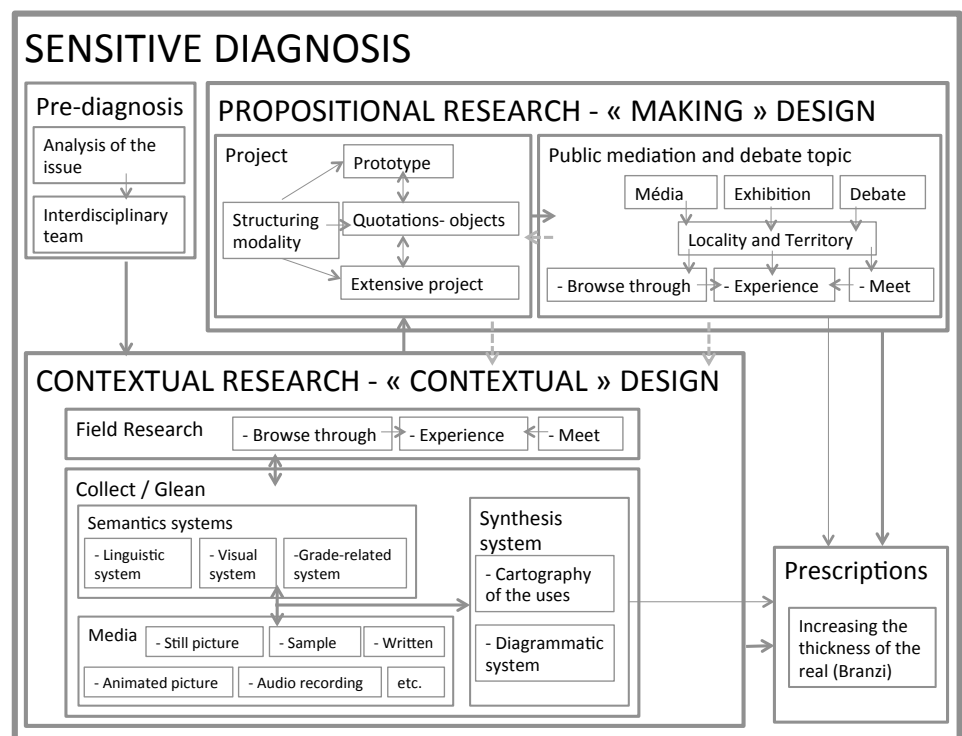 SENSITIVE DIAGNOSIS
Pre-diagnosis
Analysis of the
issue
Interdisciplinary
team
PROPOSITIONAL RESEARCH - « MAKING » DESIGN
Project
Prototype
Structuring
modality
Quotations- objects
Extensive project
Public mediation and debate topic
Média
Exhibition
Debate
Locality and Territory
- Browse through
- Experience
- Meet
CONTEXTUAL RESEARCH - « CONTEXTUAL » DESIGN
Field Research
- Browse through
- Experience
- Meet
Collect / Glean
Semantics systems
- Linguistic
system
- Visual
system
-Grade-related
system
Media
- Still picture
- Sample
- Written
- Animated picture
- Audio recording
etc.
Synthesis
system
- Cartography
of the uses
- Diagrammatic
system
Prescriptions
Increasing the
thickness of the
real (Branzi)